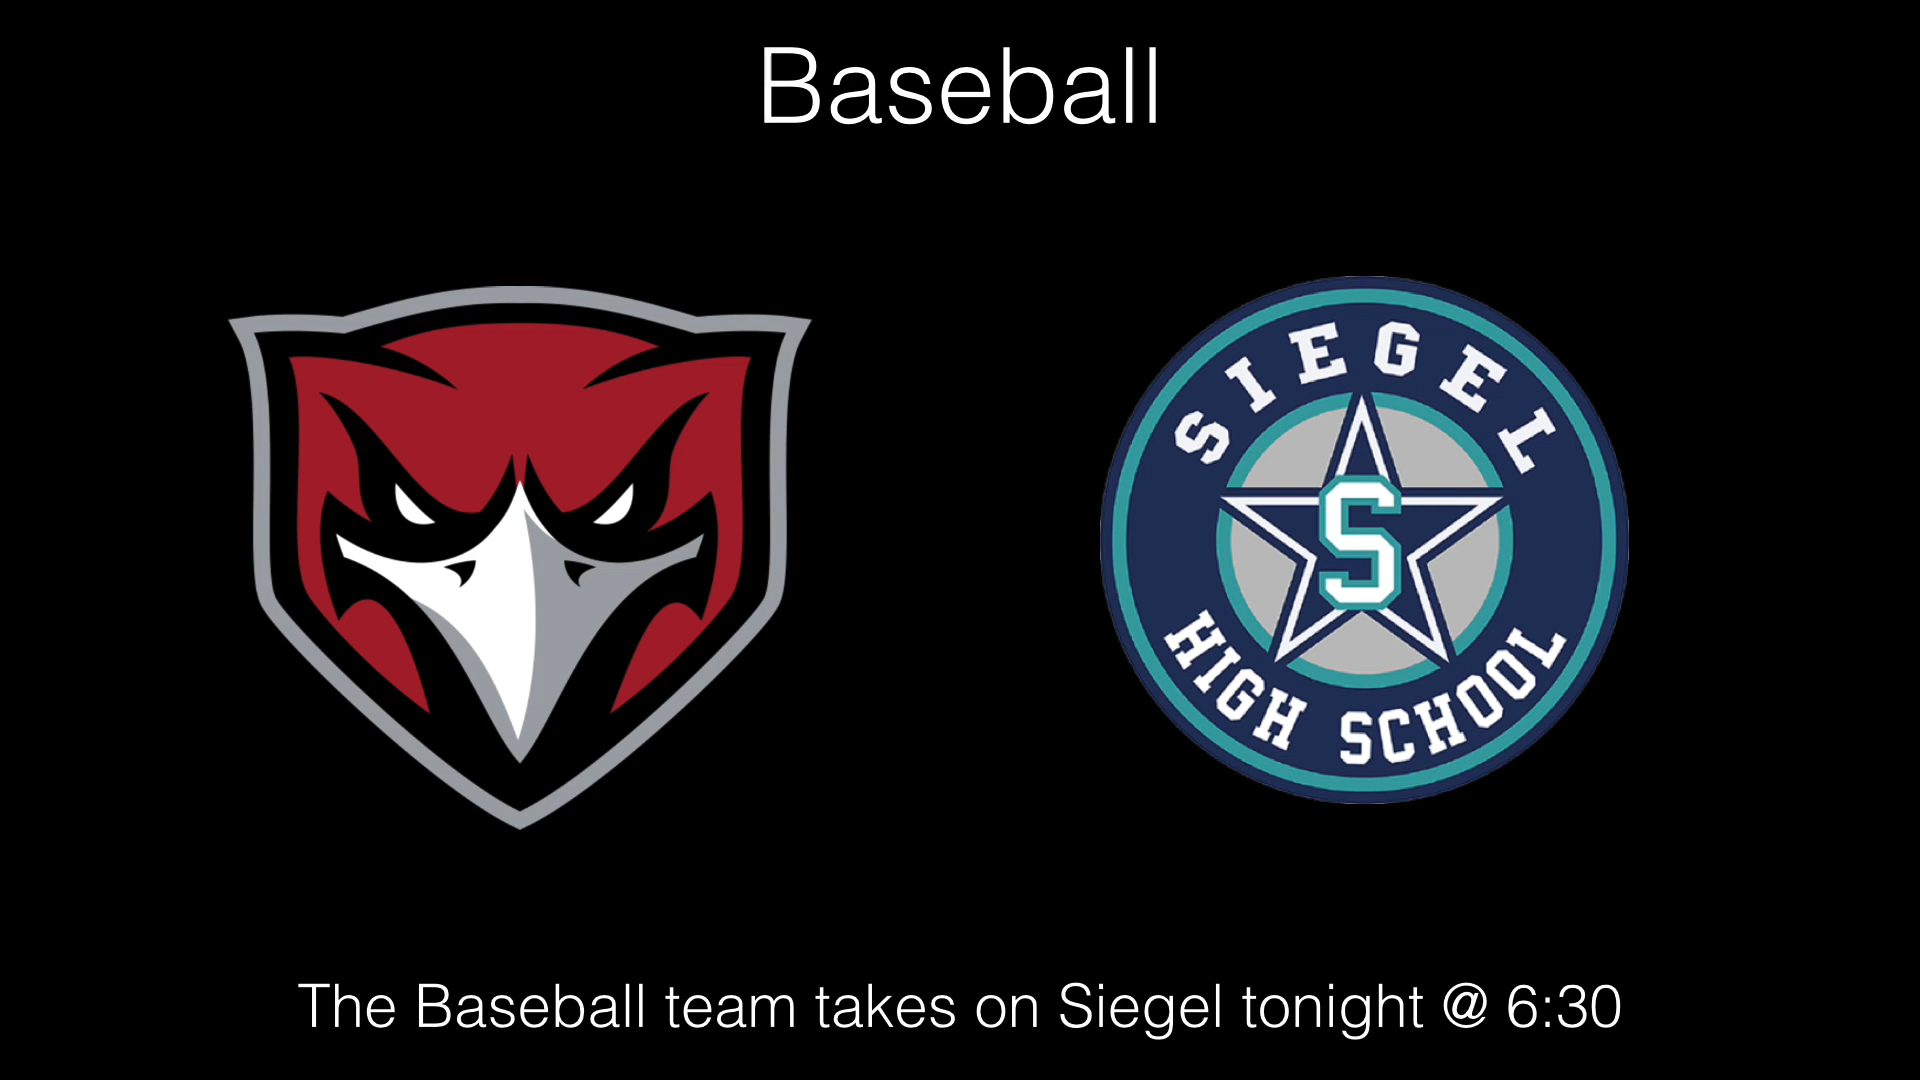 Baseball
SIEGEL
S
HIGH SCHOOL
The Baseball team takes on Siegel tonight @ 6:30